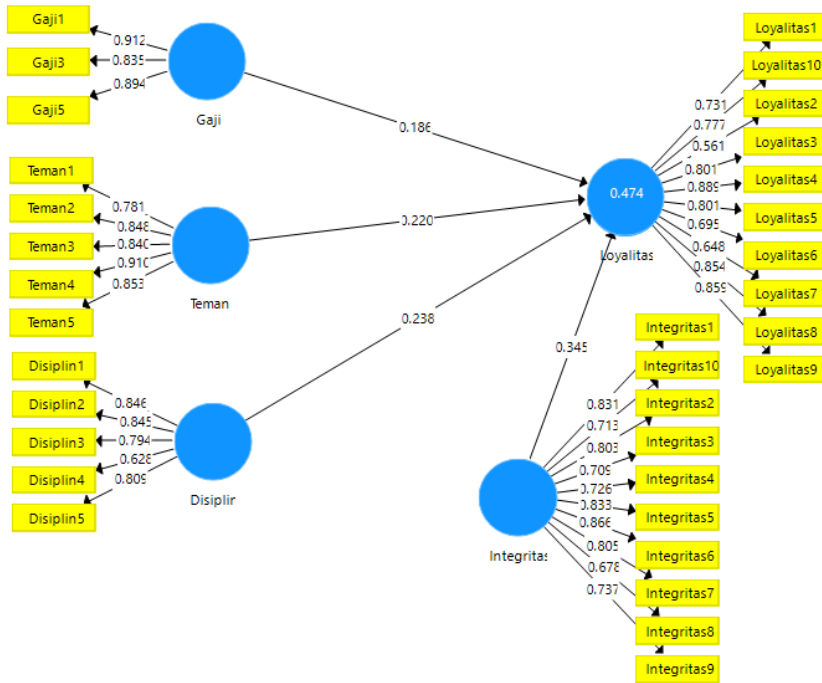 Gaji1
Gaji3
Gaji5
0.912
0.835
0.894
Gaji
Teman1
Teman2
Teman3
Teman4
Teman5
0.781
0.848
0.840
0.910
0.853
Teman
Disiplin1
Disiplin2
Disiplin3
Disiplin4
Disiplin5
0.846
0.845
0.794
0.628
0.809
Disiplin
0.186
0.220
0.238
0.345
0.474
Loyalitas
0.731
0.777
0.561
0.801
0.889
0.801
0.695
0.648
0.854
0.859
Loyalitas1
Loyalitas10
Loyalitas2
Loyalitas3
Loyalitas4
Loyalitas5
Loyalitas6
Loyalitas7
Loyalitas8
Loyalitas9
Integritas
0.831
0.713
0.803
0.709
0.726
0.833
0.866
0.805
0.678
0.737
Integritas1
Integritas10
Integritas2
Integritas3
Integritas4
Integritas5
Integritas6
Integritas7
Integritas8
Integritas9